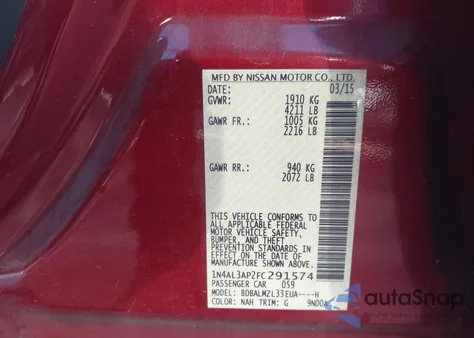 MFD BY NISSAN MOTOR CO., LTD.
DATE: 03/15
GVWR: 1910 KG
4211 LB
GAWR FR.: 1005 KG
2216 LB
GAWR RR.: 940 KG
2072 LB
THIS VEHICLE CONFORMS TO
ALL APPLICABLE FEDERAL
MOTOR VEHICLE SAFETY,
BUMPER, AND THEFT
PREVENTION STANDARDS
IN EFFECT ON THE DATE
OF MANUFACTURE SHOWN ABOVE.
1N4AL3AP2FC291574
PASSENGER CAR 059
MODEL: BDBALMZL33EUA----H
COLOR: NAH TRIM: G 9N00A
autaSnap